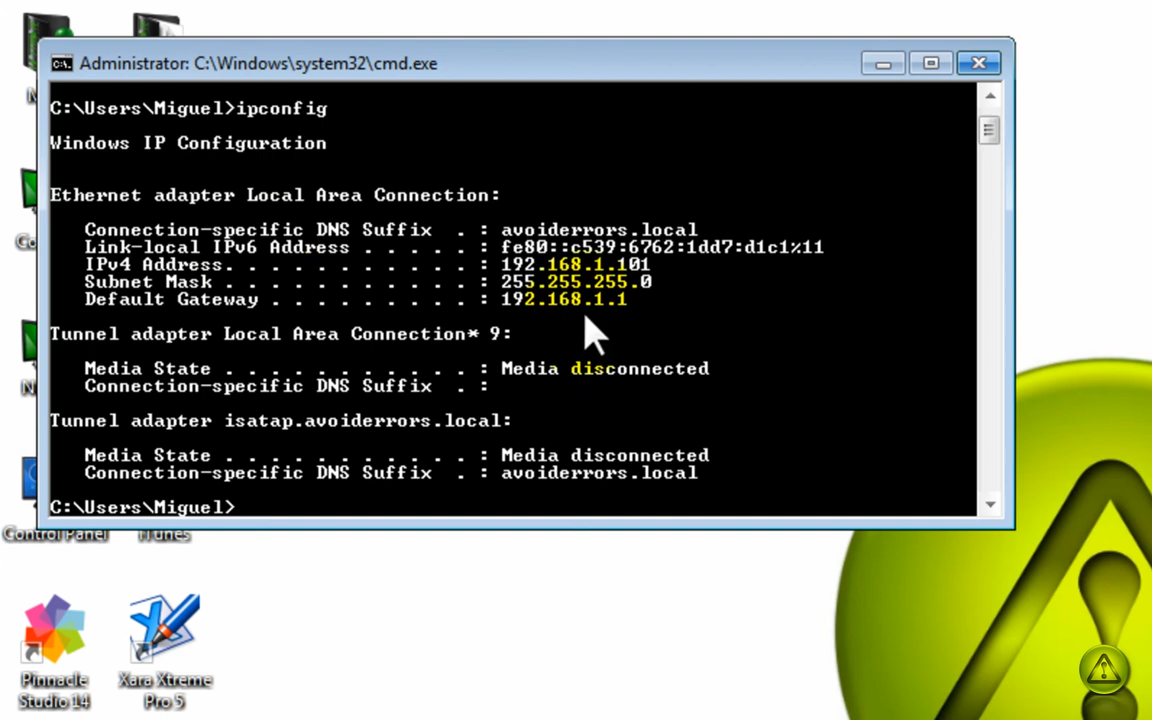 Administrator: C:\Windows\system32\cmd.exe
C:\Users\Miguel>ipconfig
Windows IP Configuration
Ethernet adapter Local Area Connection:
Connection-specific DNS Suffix . : avoiderrors.local
Link-local IPv6 Address . . . . . : fe80::c539:6762:1dd7:d1c1%11
IPv4 Address. . . . . . . . . . . : 192.168.1.101
Subnet Mask . . . . . . . . . . . : 255.255.255.0
Default Gateway . . . . . . . . . : 192.168.1.1
Tunnel adapter Local Area Connection* 9:
Media State . . . . . . . . . . . : Media disconnected
Connection-specific DNS Suffix . :
Tunnel adapter isatap.avoiderrors.local:
Media State . . . . . . . . . . . : Media disconnected
Connection-specific DNS Suffix . : avoiderrors.local
C:\Users\Miguel>
Control Panel
iTunes
Pinnacle
Studio 14
Xara Xtreme
Pro 5